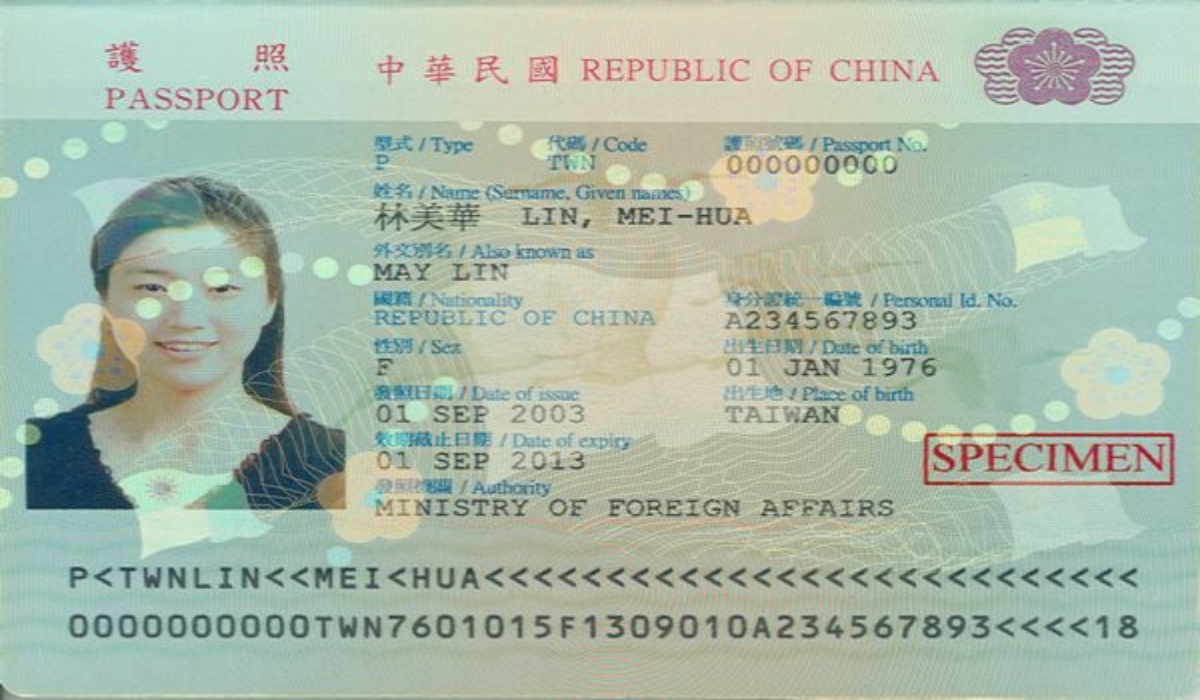 護照 中華民國 REPUBLIC OF CHINA
PASSPORT
型式 / Type 代碼 / Code 護照號碼 / Passport No.
P TWN 000000000
姓名 / Name (Surname, Given names)
林美華 LIN, MEI-HUA
外文別名 / Also known as
MAY LIN
國籍 / Nationality 身分證統一編號 / Personal Id. No.
REPUBLIC OF CHINA A234567893
性別 / Sex 出生日期 / Date of birth
F 01 JAN 1976
發照日期 / Date of issue 出生地 / Place of birth
01 SEP 2003 TAIWAN
效期截止日期 / Date of expiry
01 SEP 2013
SPECIMEN
發照機關 / Authority
MINISTRY OF FOREIGN AFFAIRS
P<TWNLIN<<MEI<HUA<<<<<<<<<<<<<<<<<<<<<<<<<<<
0000000000TWN7601015F1309010A234567893<<<<18